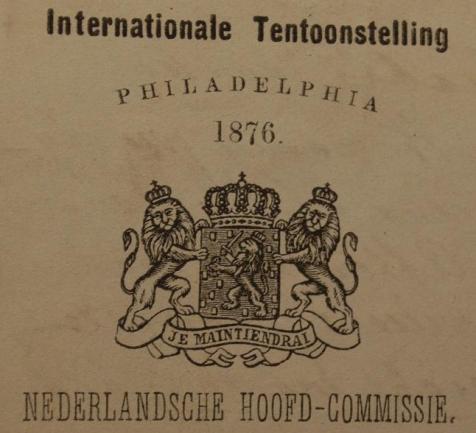 Internationale Tentoonstelling
PHILADELPHIA
1876.
JE MAINTIENDRAI
NEDERLANDSCHE HOOFD-COMMISSIE.